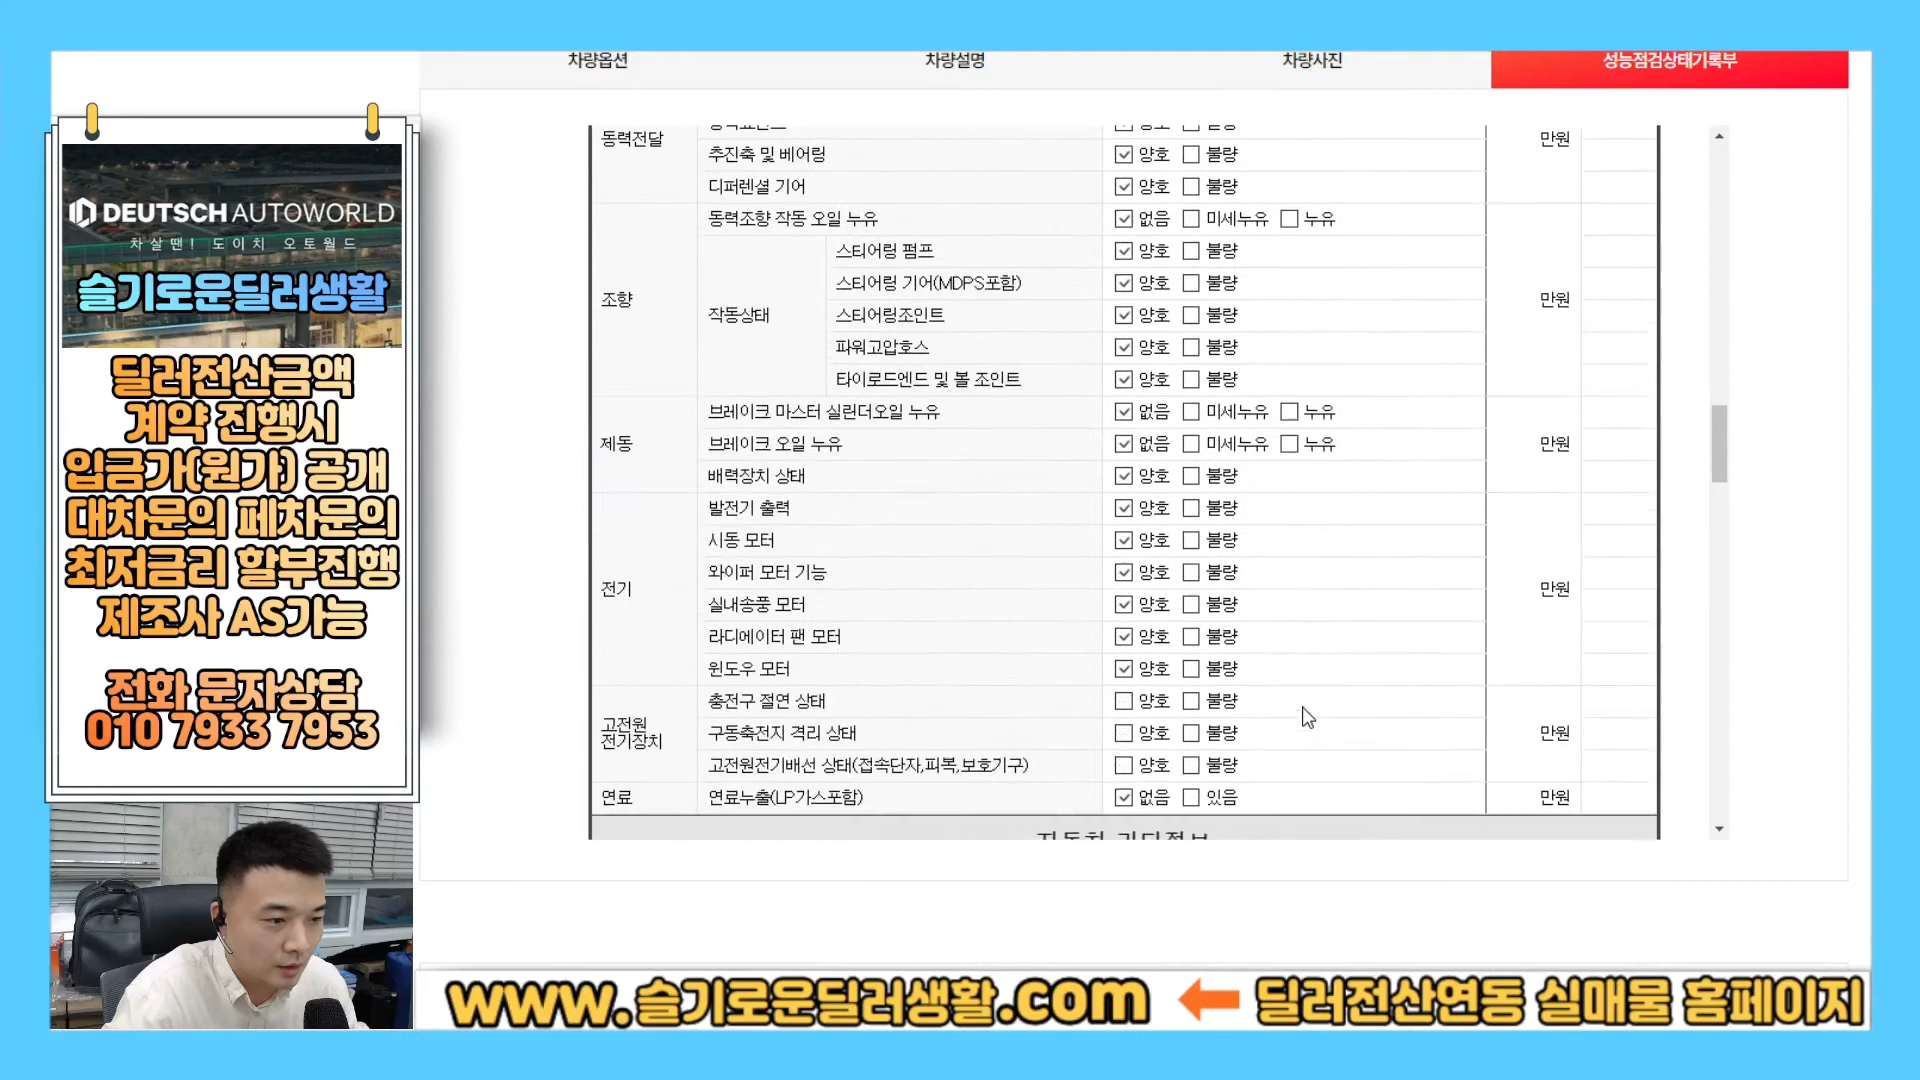 차량옵션 차량설명 차량사진 성능점검상태기록부
DEUTSCH AUTOWORLD
차 살 땐 ! 도 이 치 오 토 월 드
슬기로운딜러생활
딜러전산금액
계약 진행시
입금가(원가) 공개
대차문의 폐차문의
최저금리 할부진행
제조사 AS가능
전화 문자상담
010 7933 7953
동력전달 만원
추진축 및 베어링 양호 불량
디퍼렌셜 기어 양호 불량
동력조향 작동 오일 누유 없음 미세누유 누유
스티어링 펌프 양호 불량
스티어링 기어(MDPS포함) 양호 불량
조향 만원
작동상태 스티어링조인트 양호 불량
파워고압호스 양호 불량
타이로드엔드 및 볼 조인트 양호 불량
브레이크 마스터 실린더오일 누유 없음 미세누유 누유
제동 브레이크 오일 누유 없음 미세누유 누유 만원
배력장치 상태 양호 불량
발전기 출력 양호 불량
시동 모터 양호 불량
와이퍼 모터 기능 양호 불량
전기 만원
실내송풍 모터 양호 불량
라디에이터 팬 모터 양호 불량
윈도우 모터 양호 불량
충전구 절연 상태 양호 불량
고전원
전기장치 구동축전지 격리 상태 양호 불량 만원
고전원전기배선 상태(접속단자,피복,보호기구) 양호 불량
연료 연료누출(LP가스포함) 없음 있음 만원
www.슬기로운딜러생활.com ← 딜러전산연동 실매물 홈페이지